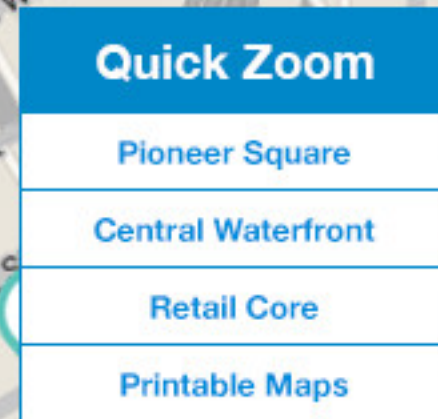 Quick Zoom
Pioneer Square
Central Waterfront
Retail Core
Printable Maps